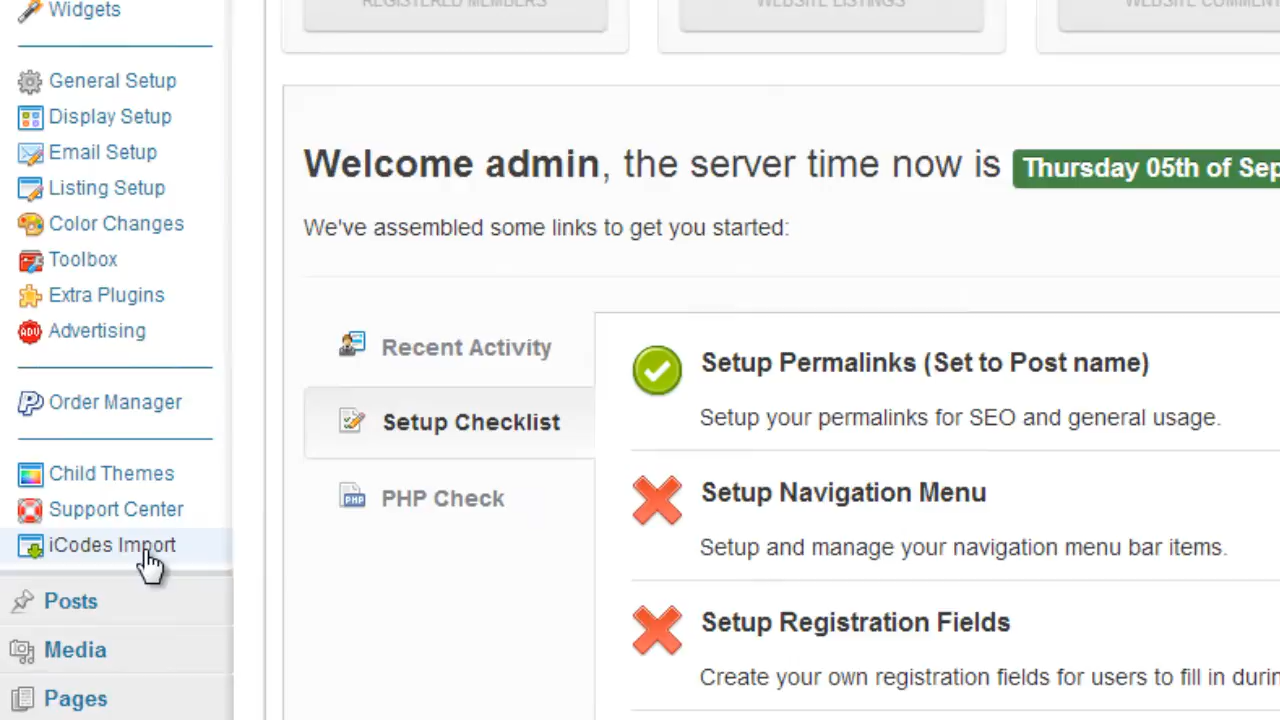 Widgets
REGISTERED MEMBERS
WEBSITE LISTINGS
WEBSITE COMMENT
General Setup
Display Setup
Email Setup
Listing Setup
Color Changes
Toolbox
Extra Plugins
ADV
Advertising
Order Manager
Child Themes
Support Center
iCodes Import
Posts
Media
Pages
Welcome admin, the server time now is Thursday 05th of Sep
We've assembled some links to get you started:
Recent Activity
Setup Checklist
PHP
PHP Check
Setup Permalinks (Set to Post name)
Setup your permalinks for SEO and general usage.
Setup Navigation Menu
Setup and manage your navigation menu bar items.
Setup Registration Fields
Create your own registration fields for users to fill in durin